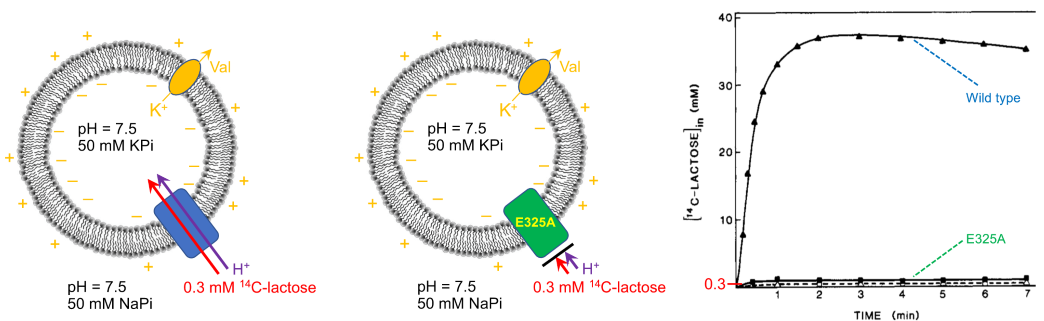 Val
K⁺
pH = 7.5
50 mM KPi
H⁺
pH = 7.5
50 mM NaPi
0.3 mM ¹⁴C-lactose
Val
K⁺
pH = 7.5
50 mM KPi
E325A
H⁺
pH = 7.5
50 mM NaPi
0.3 mM ¹⁴C-lactose
[¹⁴C-LACTOSE]in (mM)
40
30
20
10
0.3
Wild type
E325A
1 2 3 4 5 6 7
TIME (min)